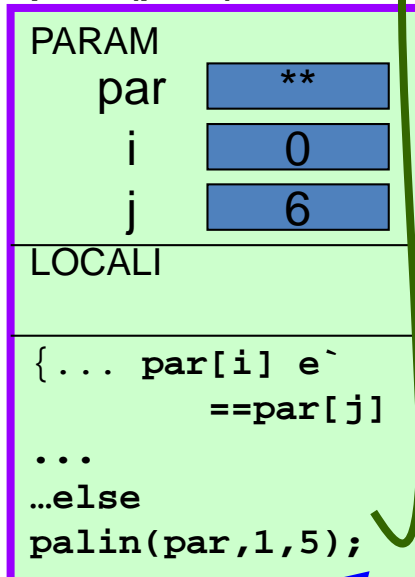 PARAM
par **
i 0
j 6
LOCALI
{... par[i] e`
==par[j]
...
…else
palin(par,1,5);